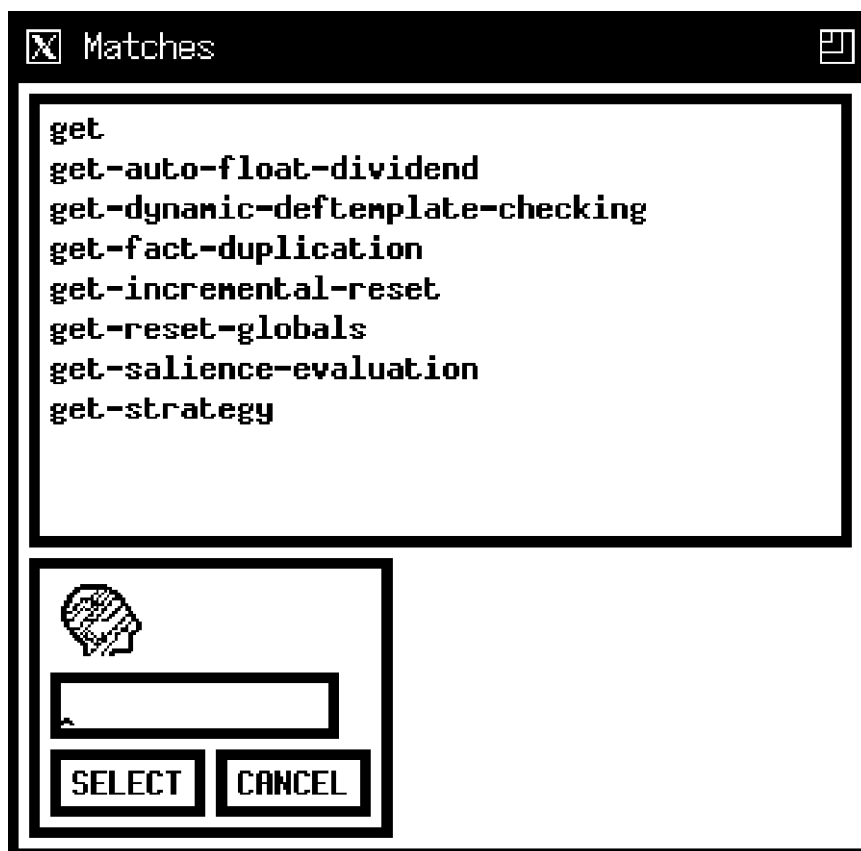 Matches
get
get-auto-float-dividend
get-dynamic-deftemplate-checking
get-fact-duplication
get-incremental-reset
get-reset-globals
get-salience-evaluation
get-strategy
SELECT CANCEL